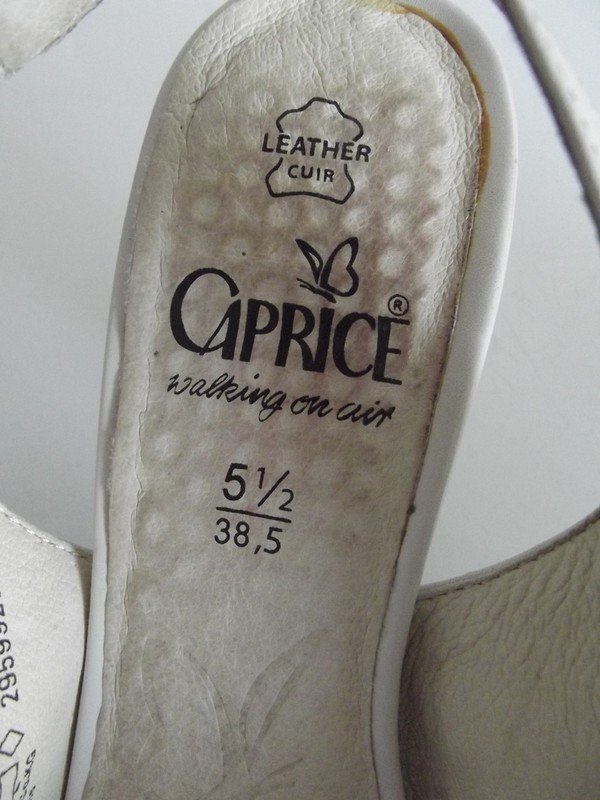 LEATHER
CUIR
CAPRICE ®
walking on air
5 1/2
38,5